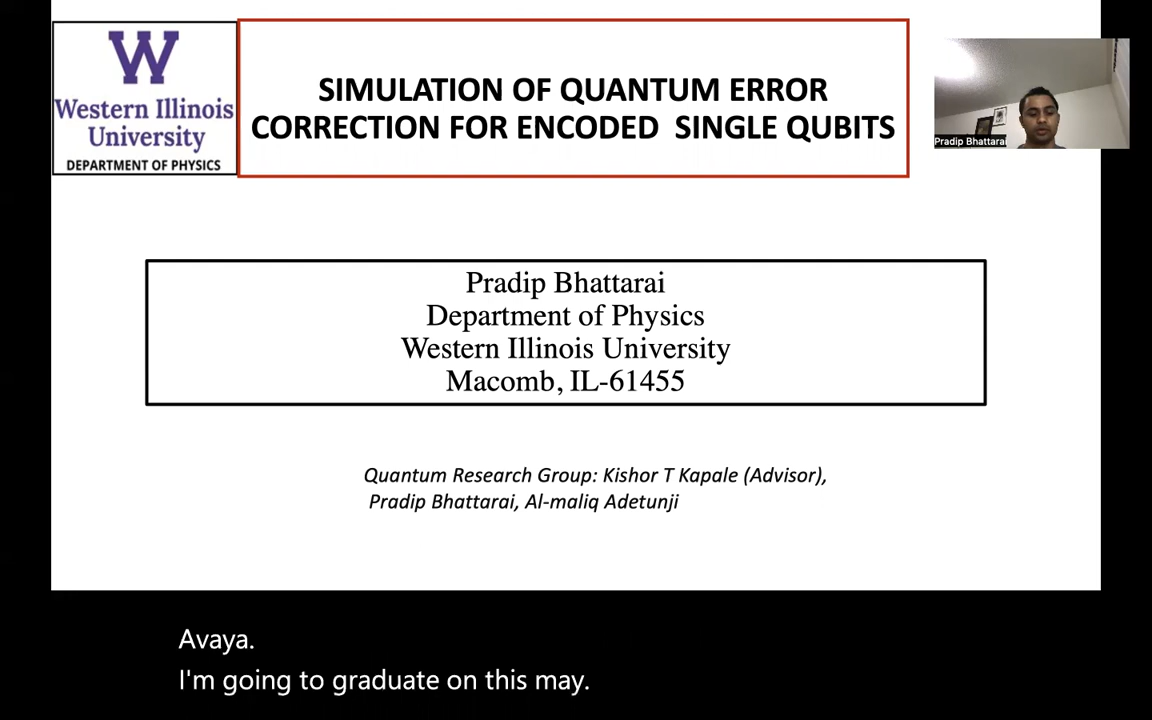 W
Western Illinois
University
DEPARTMENT OF PHYSICS
SIMULATION OF QUANTUM ERROR
CORRECTION FOR ENCODED SINGLE QUBITS
Pradip Bhattarai
Pradip Bhattarai
Department of Physics
Western Illinois University
Macomb, IL-61455
Quantum Research Group: Kishor T Kapale (Advisor),
Pradip Bhattarai, Al-maliq Adetunji
Avaya.
I'm going to graduate on this may.